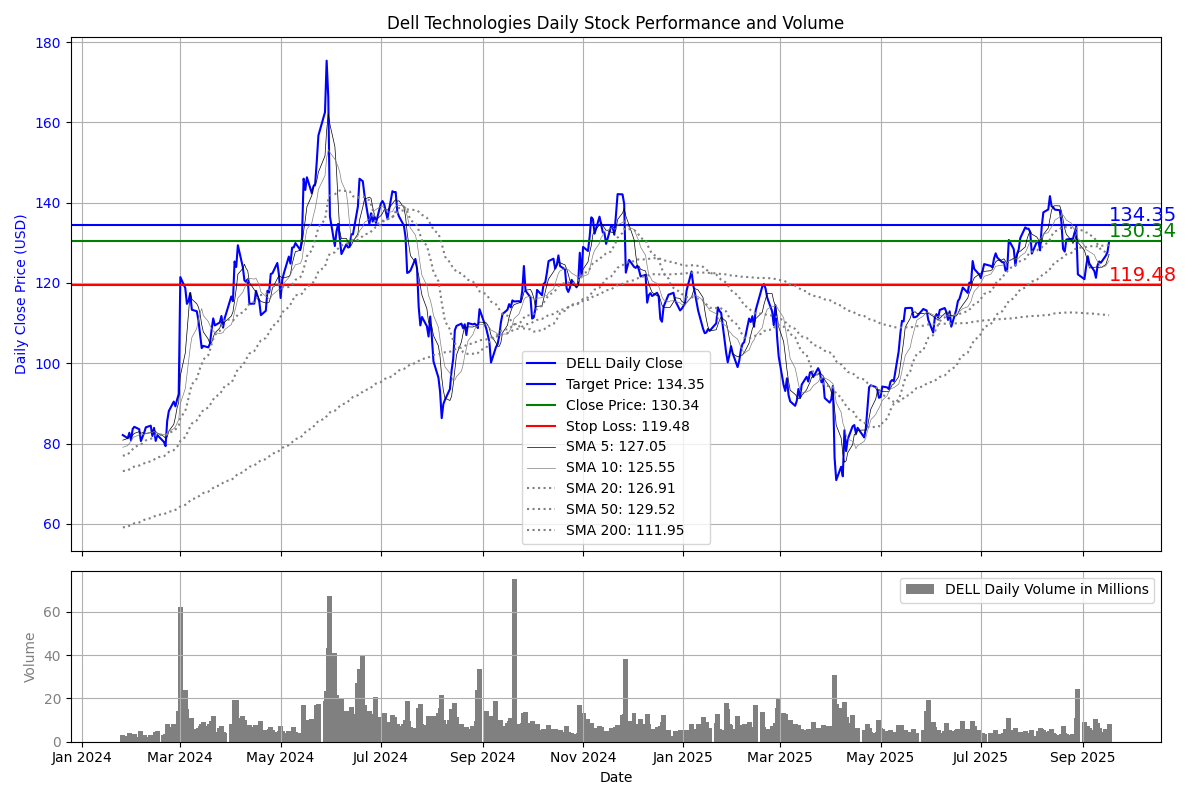 Dell Technologies Daily Stock Performance and Volume
180
160
140
120
100
80
60
Daily Close Price (USD)
134.35
130.34
119.48
DELL Daily Close
Target Price: 134.35
Close Price: 130.34
Stop Loss: 119.48
SMA 5: 127.05
SMA 10: 125.55
SMA 20: 126.91
SMA 50: 129.52
SMA 200: 111.95
DELL Daily Volume in Millions
60
40
20
0
Volume
Jan 2024
Mar 2024
May 2024
Jul 2024
Sep 2024
Nov 2024
Jan 2025
Mar 2025
May 2025
Jul 2025
Sep 2025
Date